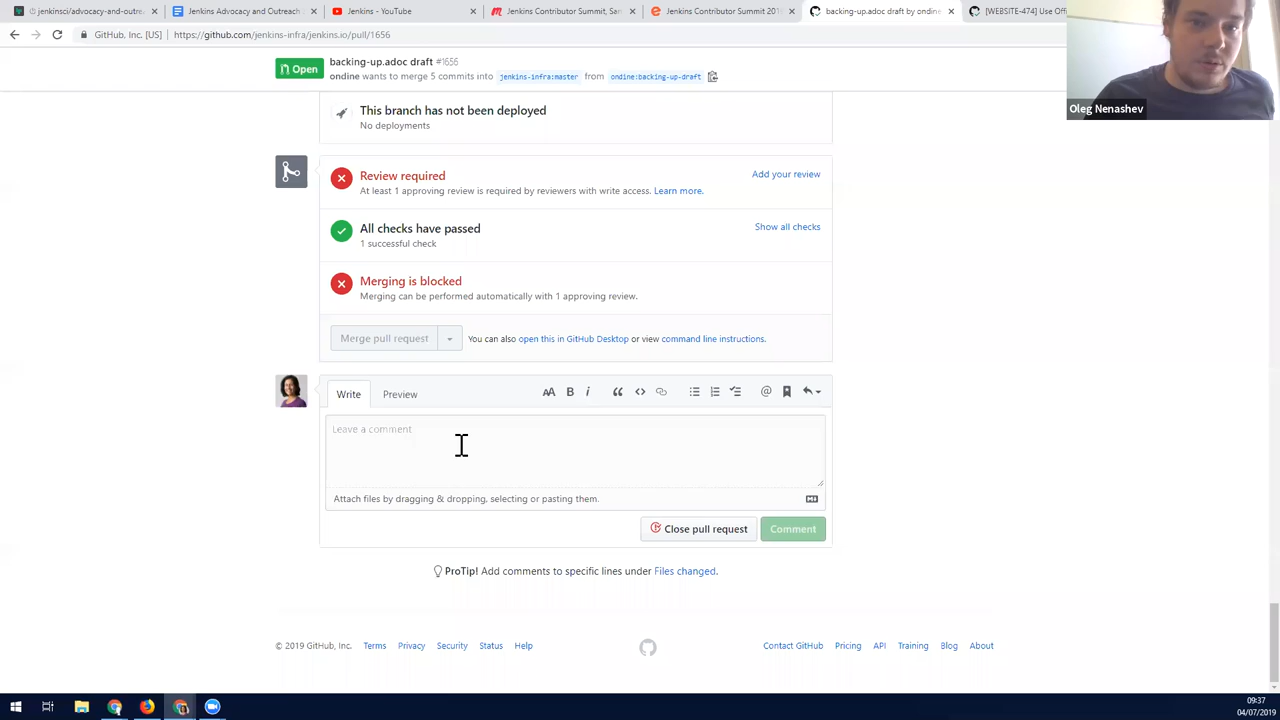 jenkinsci/advocacy-and-outre
Jenkins Advocacy and Outreach
Jenkins - YouTube
Jenkins Contributor Summit, San
Jenkins Contributor Summit 201
backing-up.adoc draft by ondine
[WEBSITE-474] Use Off
GitHub, Inc. [US]
https://github.com/jenkins-infra/jenkins.io/pull/1656
Oleg Nenashev
Open
backing-up.adoc draft #1656
ondine wants to merge 5 commits into jenkins-infra:master from ondine:backing-up-draft
This branch has not been deployed
No deployments
Review required
Add your review
At least 1 approving review is required by reviewers with write access. Learn more.
All checks have passed
Show all checks
1 successful check
Merging is blocked
Merging can be performed automatically with 1 approving review.
Merge pull request
You can also open this in GitHub Desktop or view command line instructions.
Write
Preview
Leave a comment
Attach files by dragging & dropping, selecting or pasting them.
Close pull request
Comment
ProTip! Add comments to specific lines under Files changed.
© 2019 GitHub, Inc.
Terms
Privacy
Security
Status
Help
Contact GitHub
Pricing
API
Training
Blog
About
09:37
04/07/2019